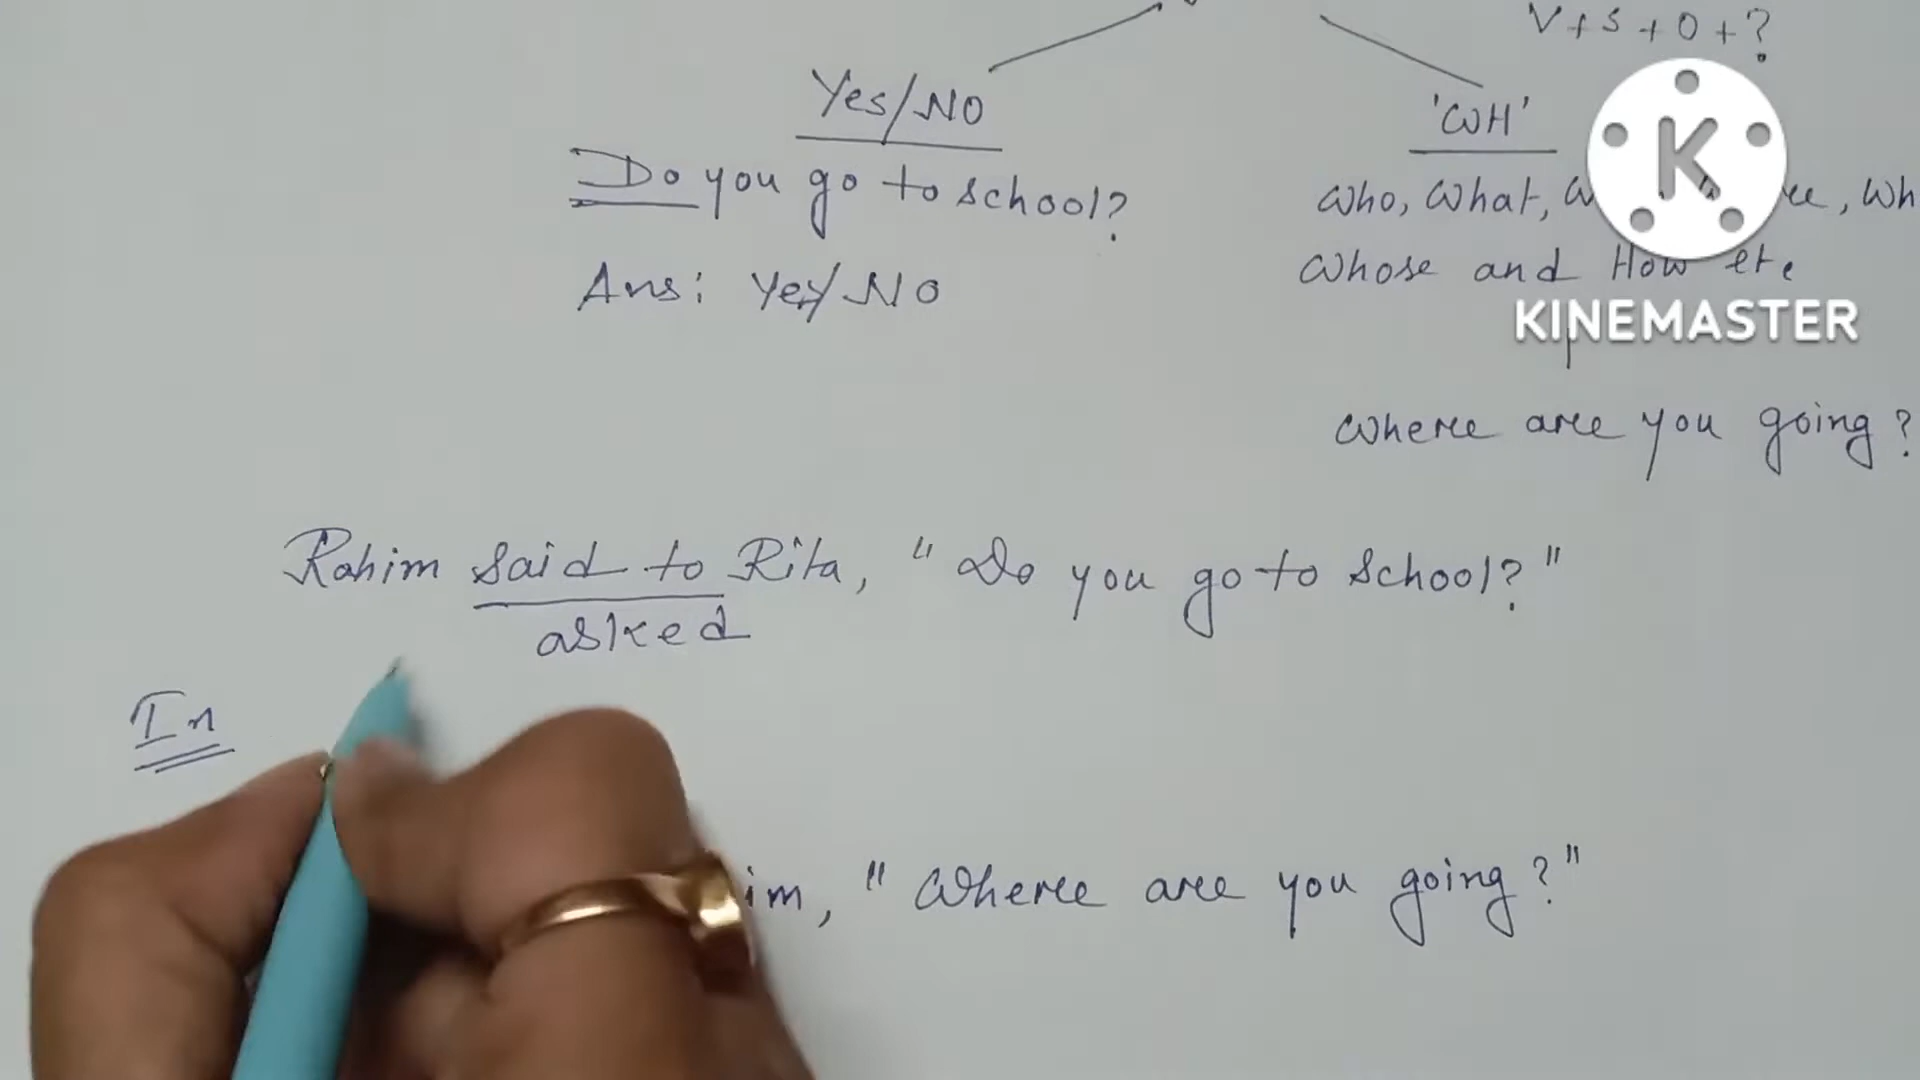 V + S + O + ?
Yes/NO
'WH'
Do you go to school?
Who, What, W
Ans: Yes/No
Whose and How etc
KINEMASTER
Where are you going?
Rahim said to Rita, "Do you go to school?"
asked
In
im, "Where are you going?"